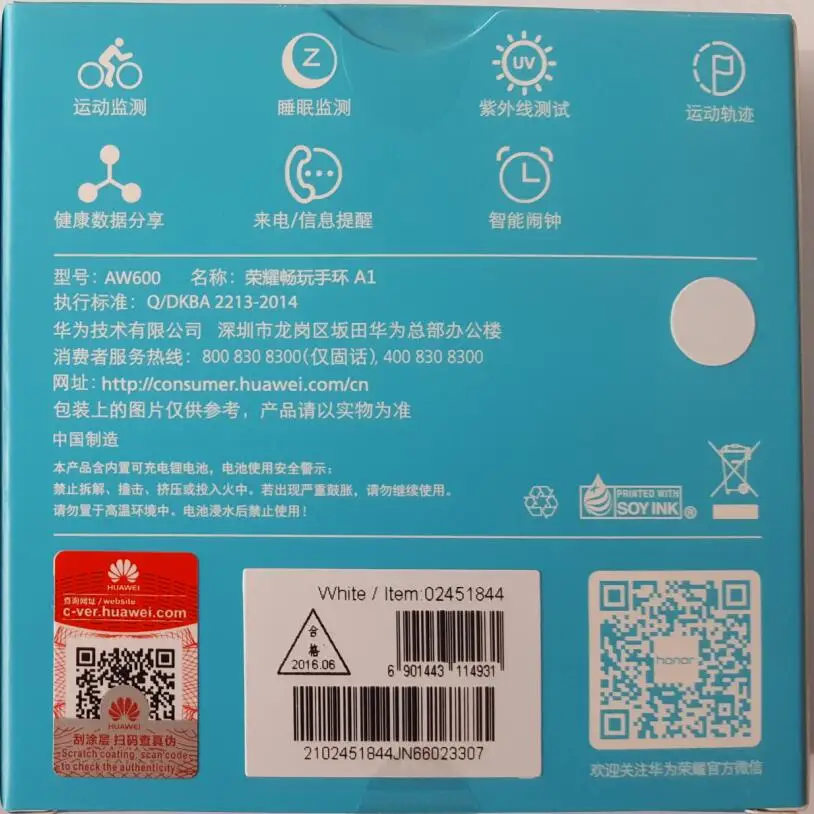 Z
UV
P
运动监测
睡眠监测
紫外线测试
运动轨迹
健康数据分享
来电/信息提醒
智能闹钟
型号：AW600 名称：荣耀畅玩手环 A1
执行标准：Q/DKBA 2213-2014
华为技术有限公司 深圳市龙岗区坂田华为总部办公楼
消费者服务热线：800 830 8300(仅固话), 400 830 8300
网址：http://consumer.huawei.com/cn
包装上的图片仅供参考，产品请以实物为准
中国制造
本产品含内置可充电锂电池，电池使用安全警示：
禁止拆解、撞击、挤压或投入火中。若出现严重鼓胀，请勿继续使用。
请勿置于高温环境中。电池浸水后禁止使用！
PRINTED WITH
SOY INK ®
HUAWEI
查询网址/website
c-ver.huawei.com
HUAWEI
刮涂层 扫码查真伪
Scratch coating, scan code
to check the authenticity
White / Item:02451844
合
格
2016.06
6 901443 114931
2102451844JN66023307
honor
欢迎关注华为荣耀官方微信